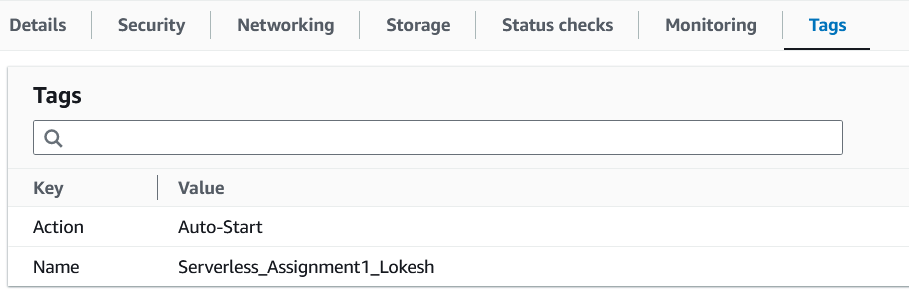 Details Security Networking Storage Status checks Monitoring Tags
Tags
Key Value
Action Auto-Start
Name Serverless_Assignment1_Lokesh